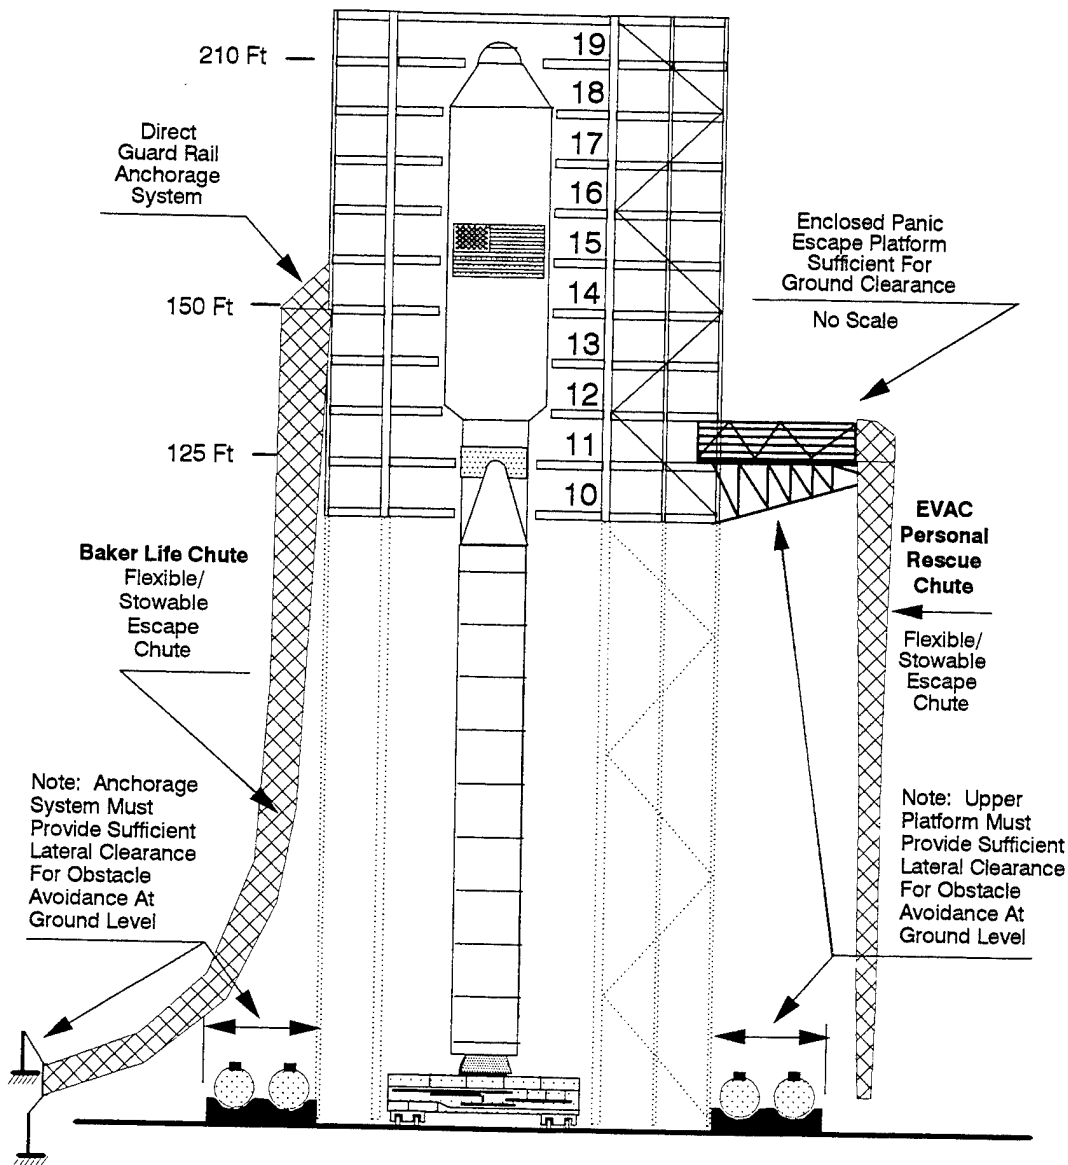 210 Ft
19
18
17
16
15
14
13
12
11
10
Direct
Guard Rail
Anchorage
System
150 Ft
125 Ft
Enclosed Panic
Escape Platform
Sufficient For
Ground Clearance
No Scale
Baker Life Chute
Flexible/
Stowable
Escape
Chute
EVAC
Personal
Rescue
Chute
Flexible/
Stowable
Escape
Chute
Note: Anchorage
System Must
Provide Sufficient
Lateral Clearance
For Obstacle
Avoidance At
Ground Level
Note: Upper
Platform Must
Provide Sufficient
Lateral Clearance
For Obstacle
Avoidance At
Ground Level